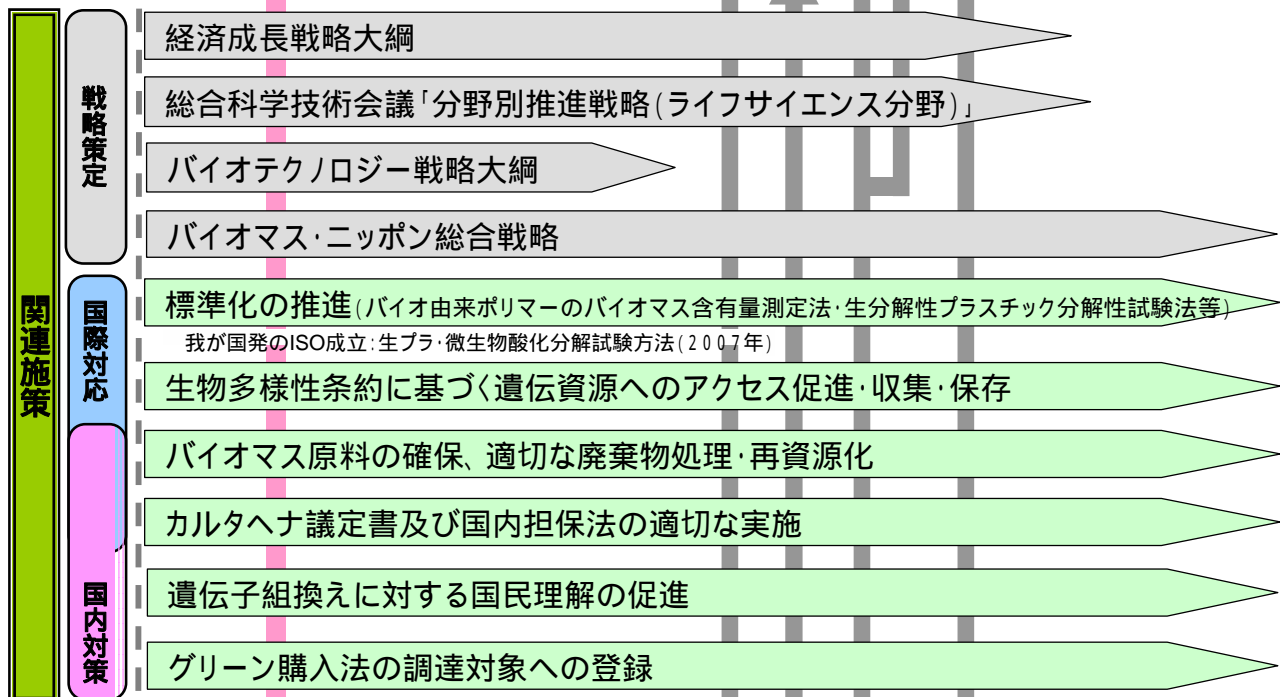 関連施策
戦略策定
経済成長戦略大綱
総合科学技術会議「分野別推進戦略(ライフサイエンス分野)」
バイオテクノロジー戦略大綱
バイオマス・ニッポン総合戦略
国際対応
標準化の推進(バイオ由来ポリマーのバイオマス含有量測定法・生分解性プラスチック分解性試験法等)
我が国発のISO成立:生プラ・微生物酸化分解試験方法(2007年)
生物多様性条約に基づく遺伝資源へのアクセス促進・収集・保存
国内対策
バイオマス原料の確保、適切な廃棄物処理・再資源化
カルタヘナ議定書及び国内担保法の適切な実施
遺伝子組換えに対する国民理解の促進
グリーン購入法の調達対象への登録